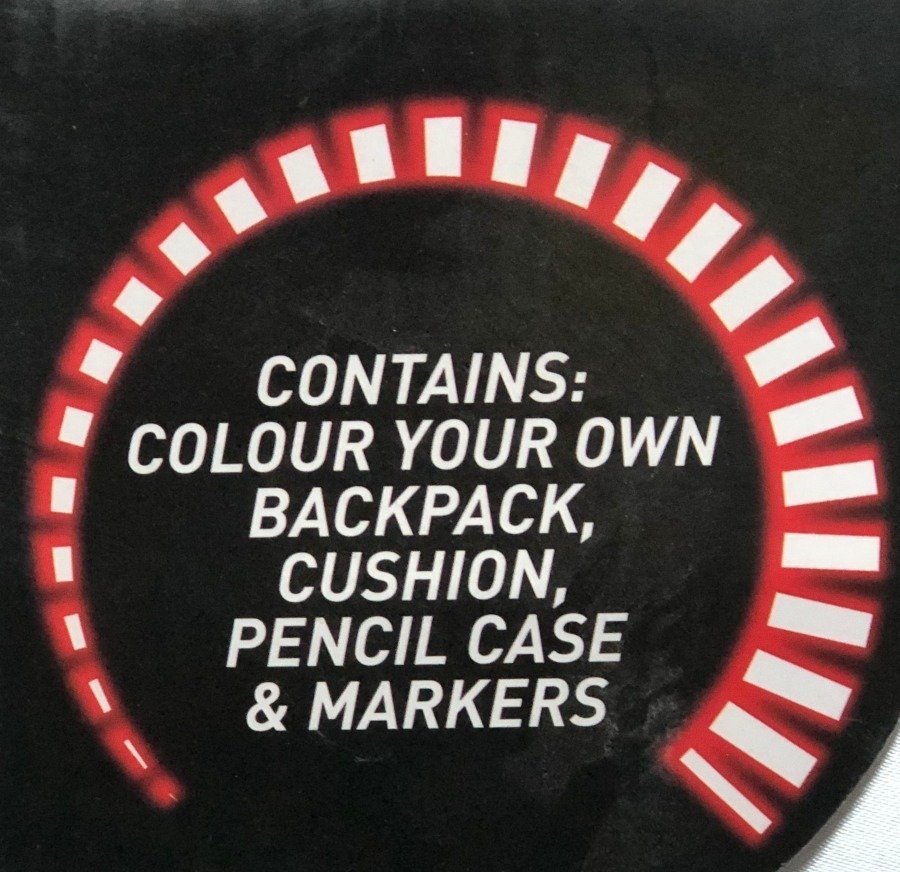 CONTAINS:
COLOUR YOUR OWN
BACKPACK,
CUSHION,
PENCIL CASE
& MARKERS